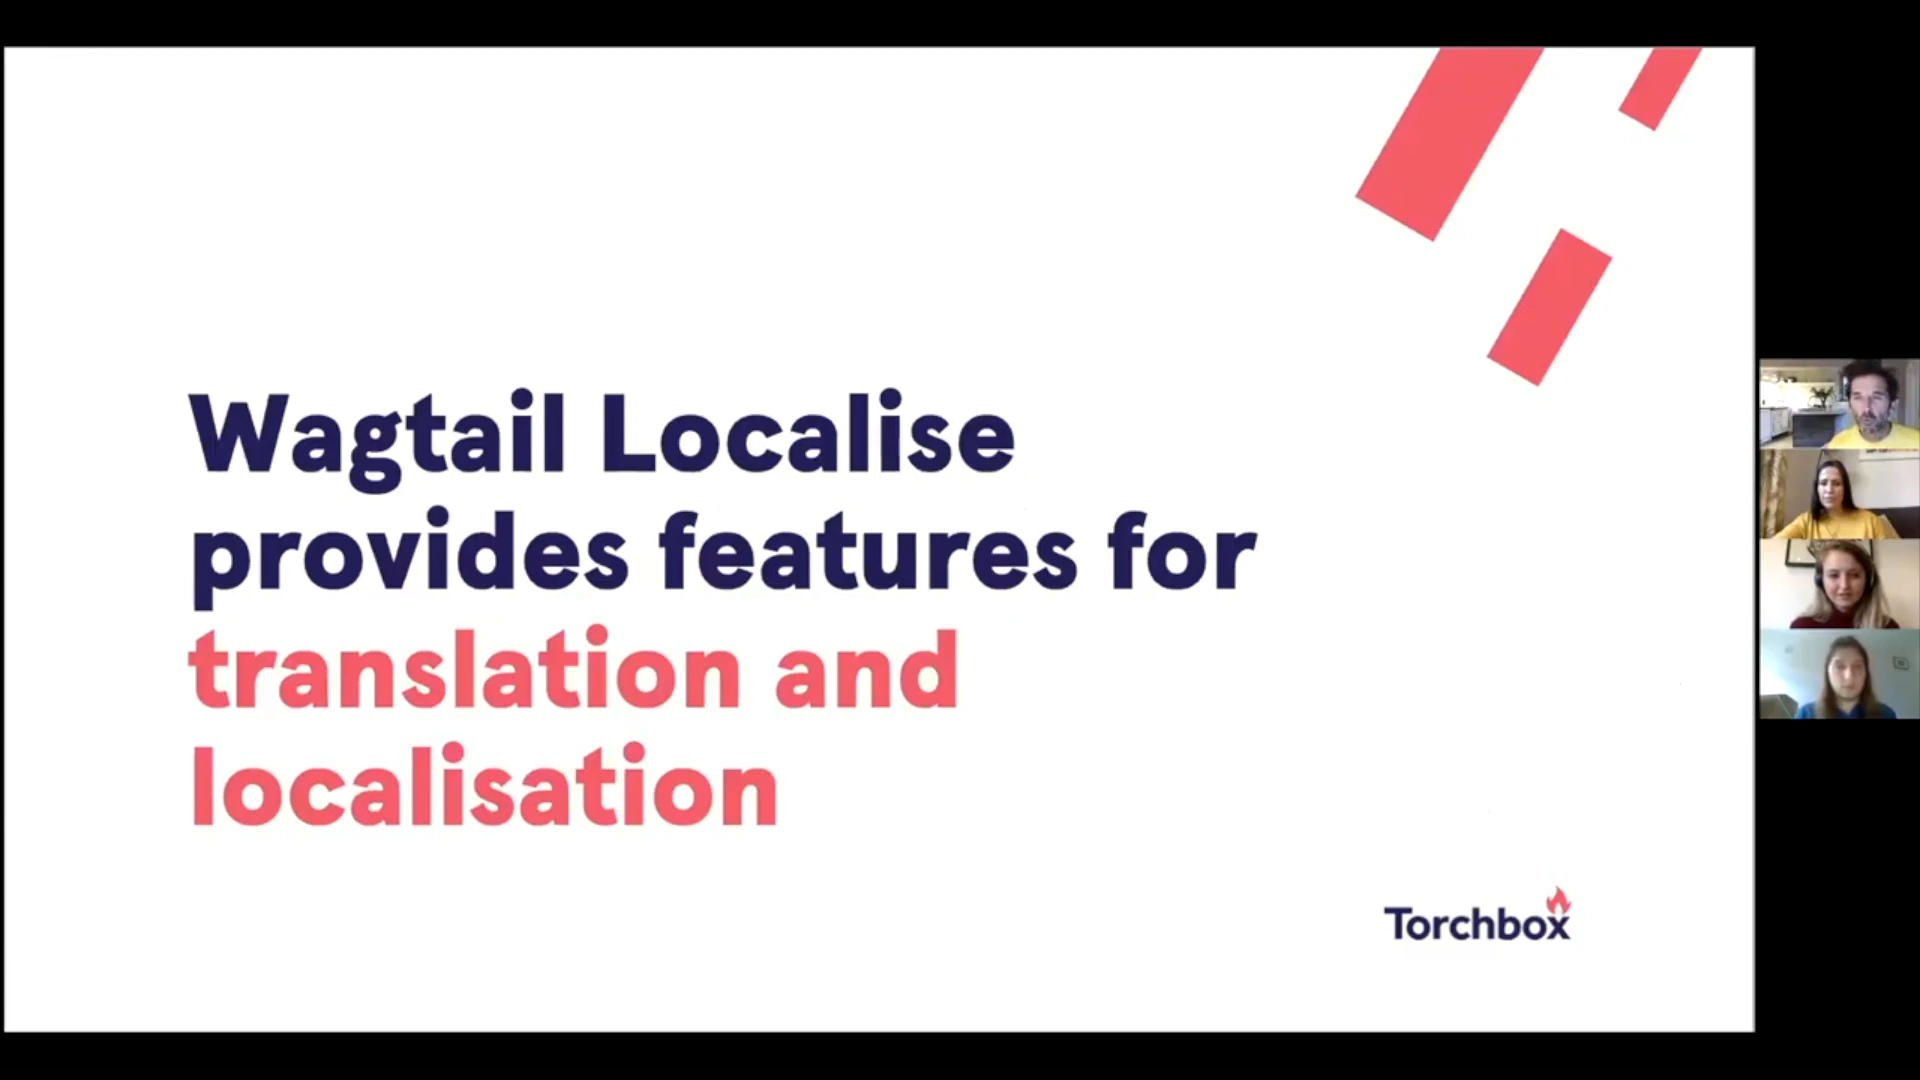 Wagtail Localise
provides features for
translation and
localisation
Torchbox